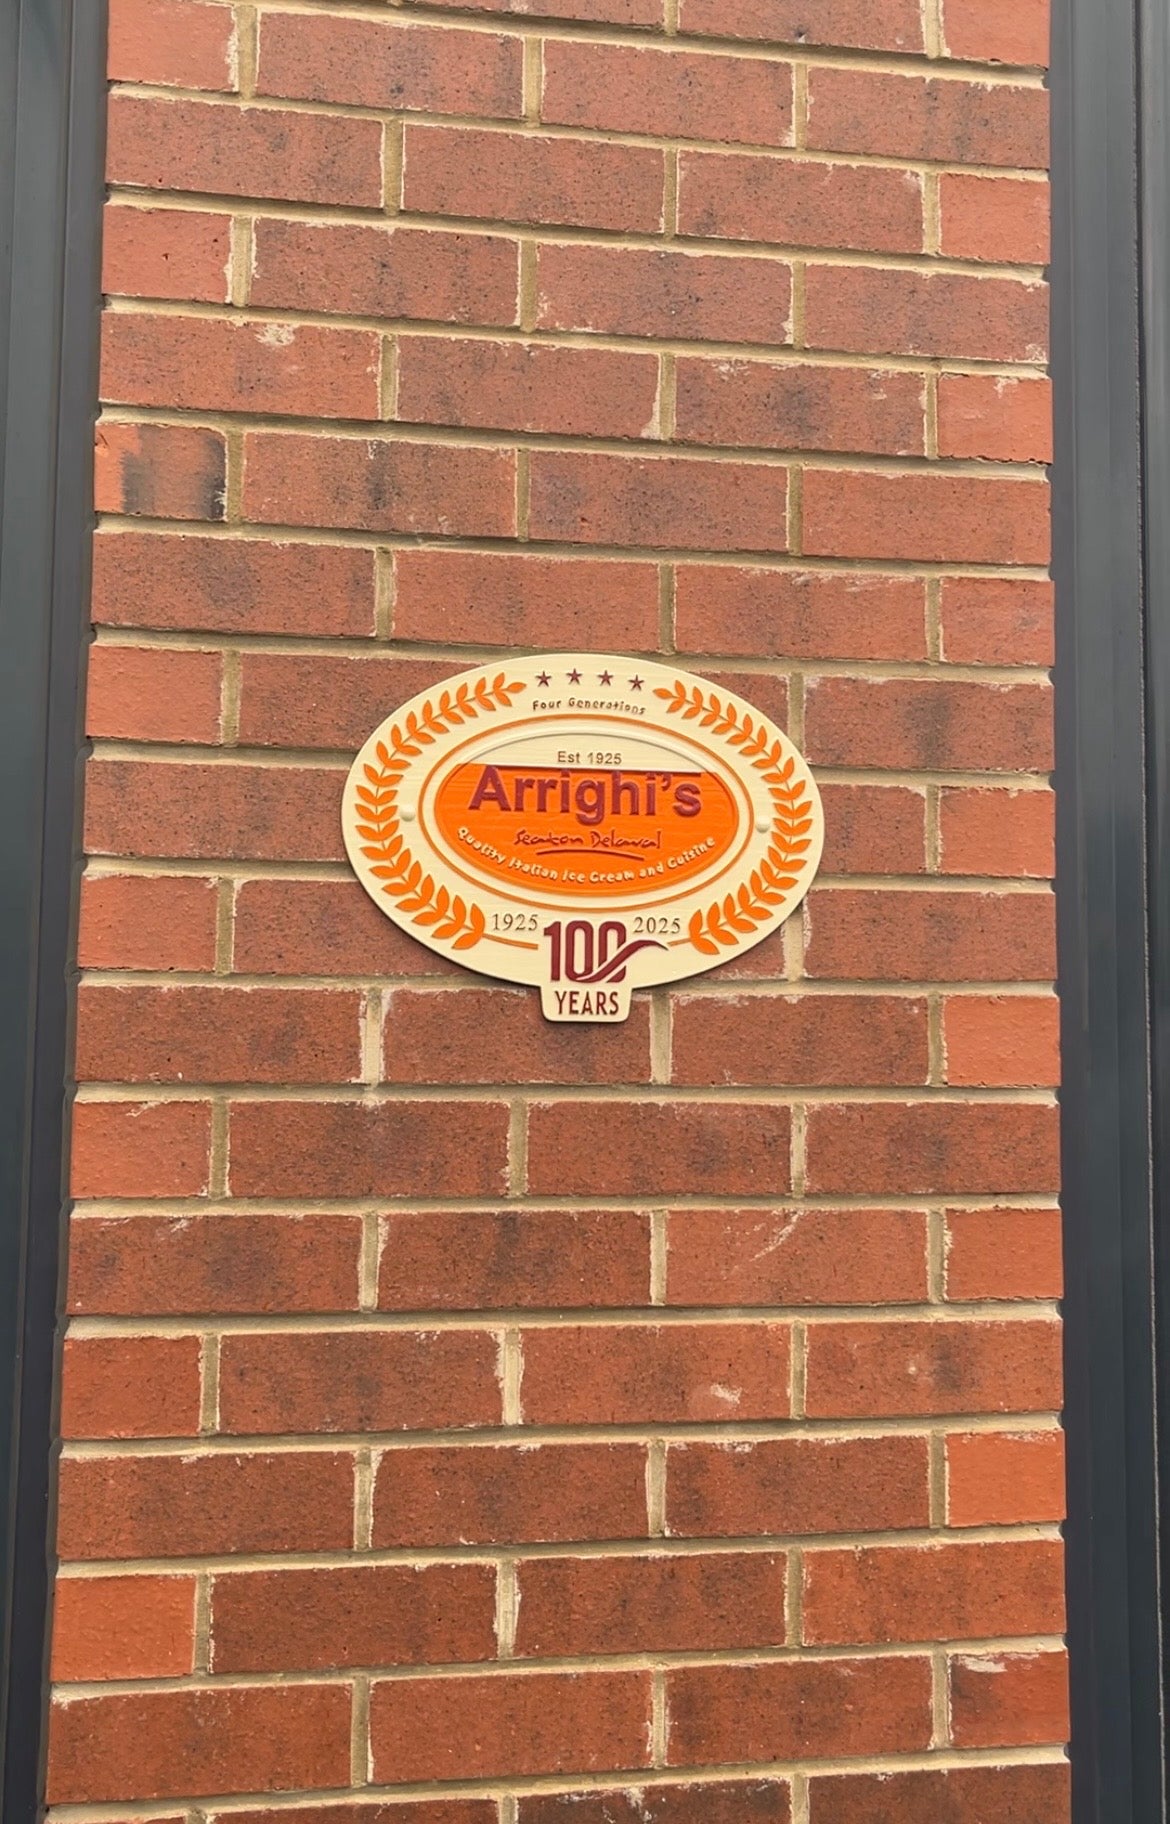 Four Generations
Est 1925
Arrighi's
Seaton Delaval
Quality Italian Ice Cream and Cuisine
1925 100 2025
YEARS